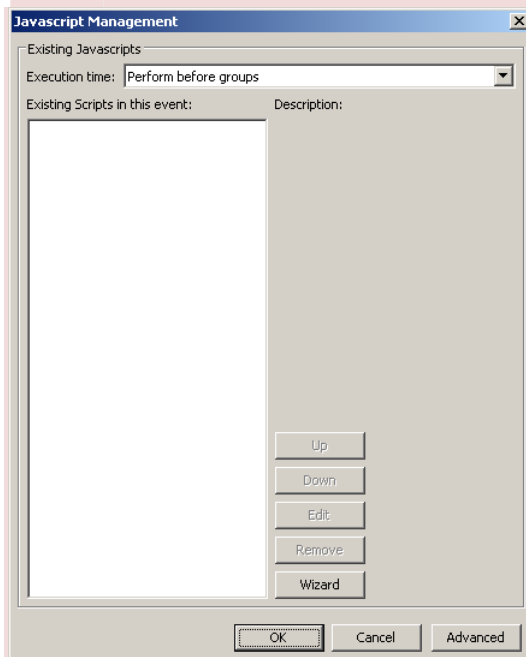 Javascript Management
Existing Javascripts
Execution time: Perform before groups
Existing Scripts in this event: Description:
Up
Down
Edit
Remove
Wizard
OK Cancel Advanced